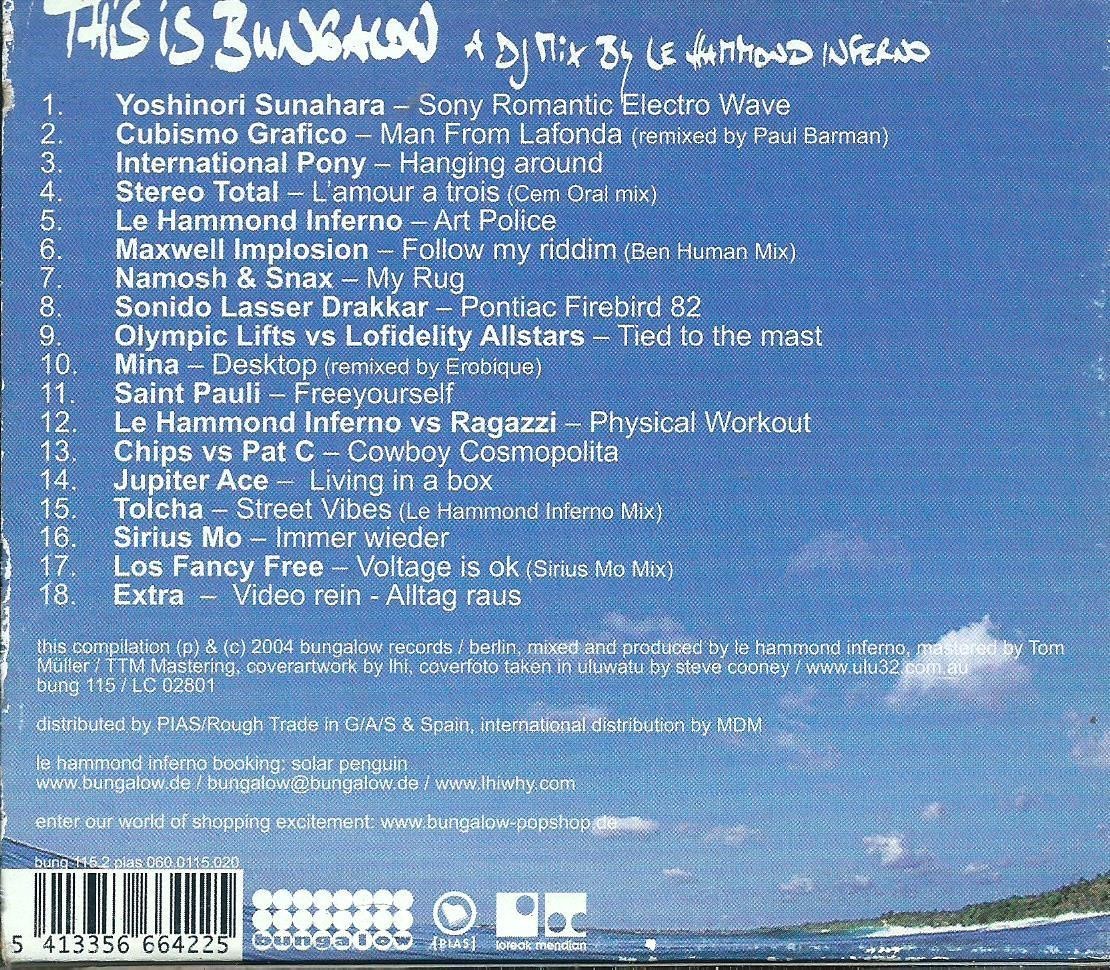 THIS IS BUNGALOW A DJ MIX BY LE HAMMOND INFERNO
1. Yoshinori Sunahara – Sony Romantic Electro Wave
2. Cubismo Grafico – Man From Lafonda (remixed by Paul Barman)
3. International Pony – Hanging around
4. Stereo Total – L'amour a trois (Cem Oral mix)
5. Le Hammond Inferno – Art Police
6. Maxwell Implosion – Follow my riddim (Ben Human Mix)
7. Namosh & Snax – My Rug
8. Sonido Lasser Drakkar – Pontiac Firebird 82
9. Olympic Lifts vs Lofidelity Allstars – Tied to the mast
10. Mina – Desktop (remixed by Erobique)
11. Saint Pauli – Freeyourself
12. Le Hammond Inferno vs Ragazzi – Physical Workout
13. Chips vs Pat C – Cowboy Cosmopolita
14. Jupiter Ace – Living in a box
15. Tolcha – Street Vibes (Le Hammond Inferno Mix)
16. Sirius Mo – Immer wieder
17. Los Fancy Free – Voltage is ok (Sirius Mo Mix)
18. Extra – Video rein - Alltag raus
this compilation (p) & (c) 2004 bungalow records / berlin, mixed and produced by le hammond inferno, mastered by Tom
Müller / TTM Mastering, coverartwork by lhi, coverfoto taken in uluwatu by steve cooney / www.ulu32.com.au
bung 115 / LC 02801
distributed by PIAS/Rough Trade in G/A/S & Spain, international distribution by MDM
le hammond inferno booking: solar penguin
www.bungalow.de / bungalow@bungalow.de / www.lhiwhy.com
enter our world of shopping excitement: www.bungalow-popshop.de
bung 115.2 pias 060.0115.020
5 413356 664225
bungalow
[PIAS]
loreak mendian